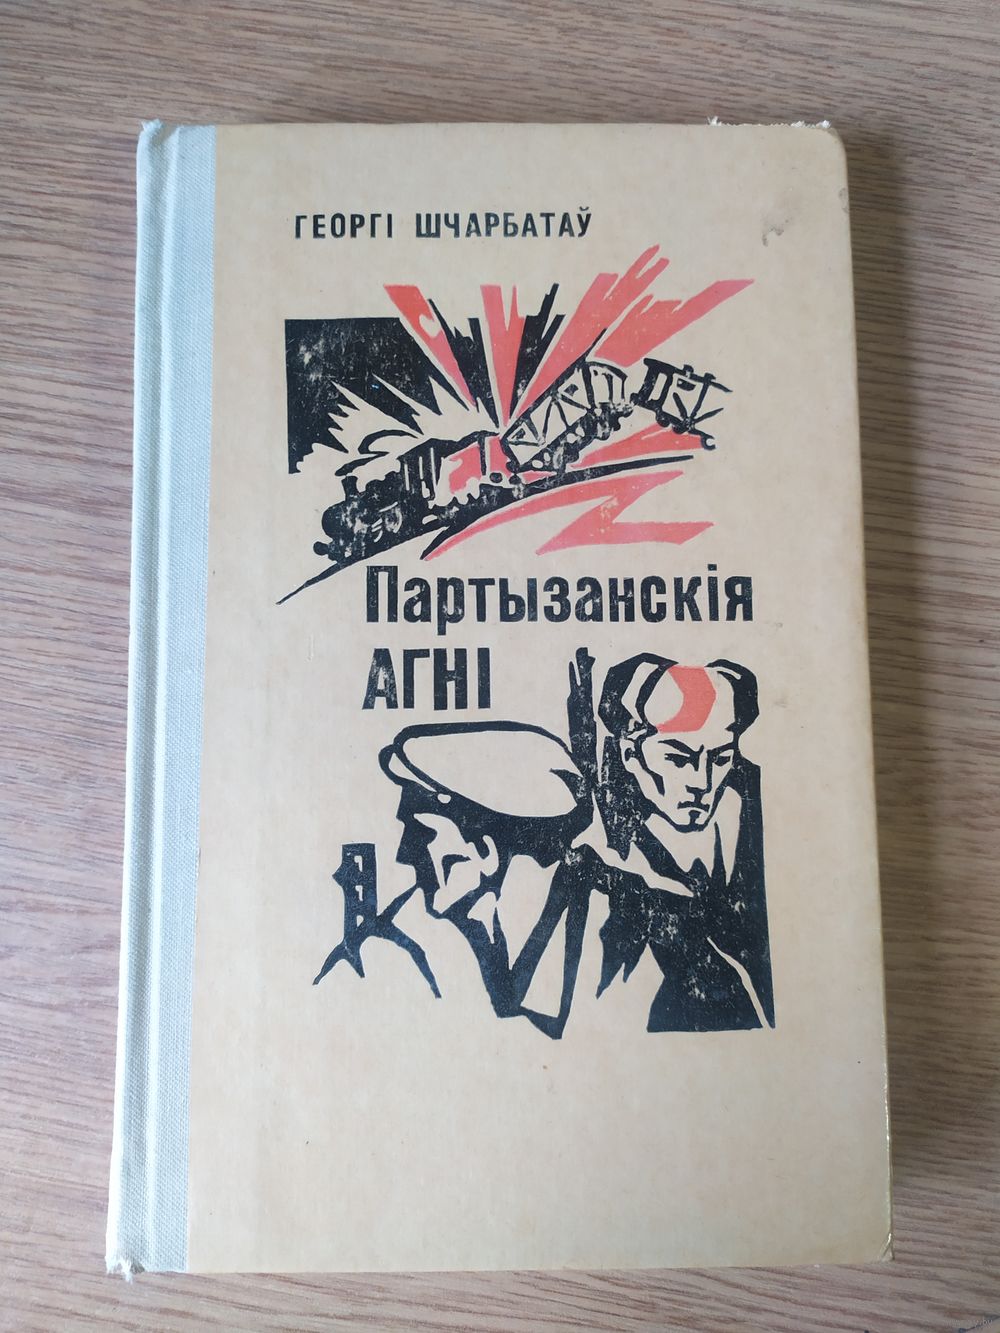 ГЕОРГІ ШЧАРБАТАЎ
Партызанскія
АГНІ